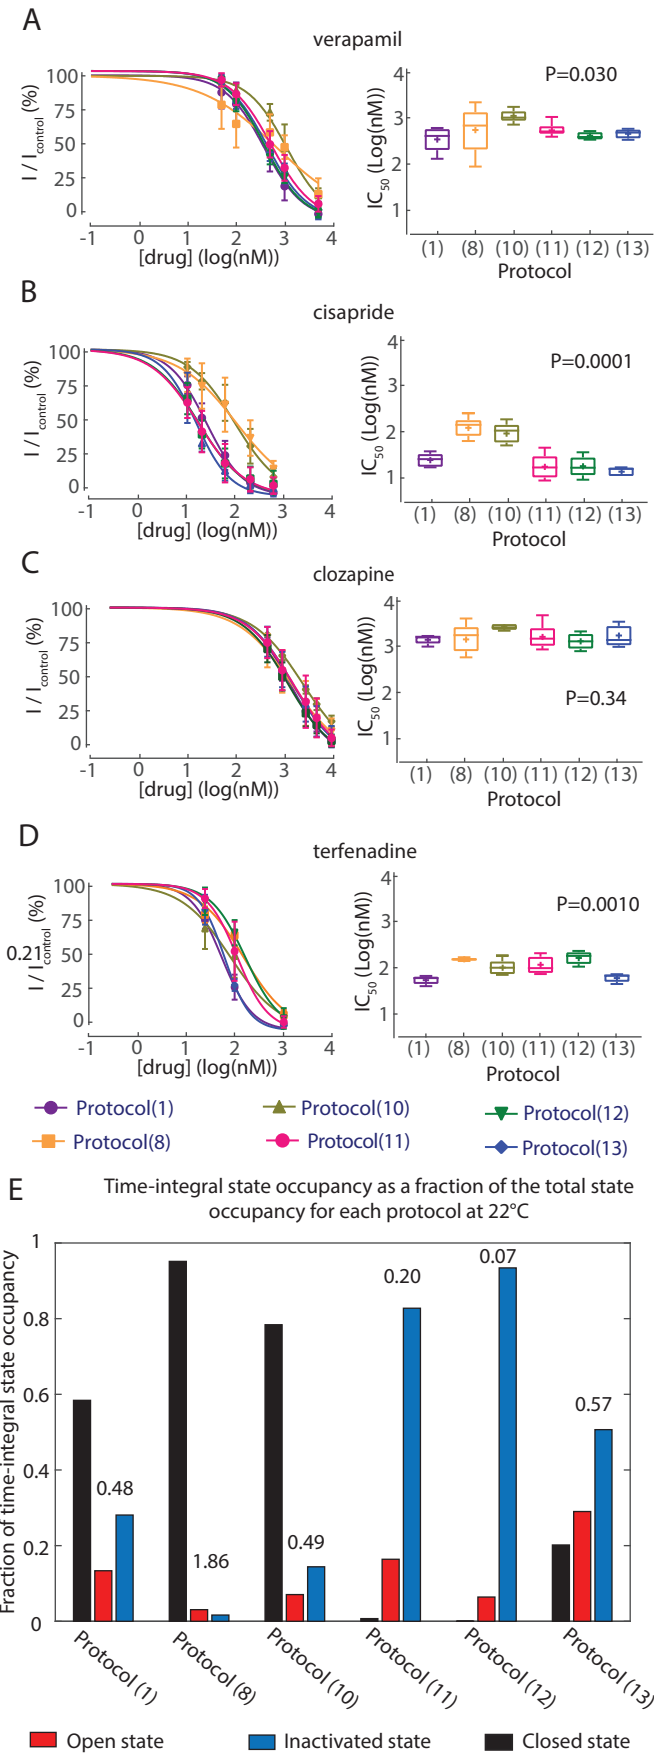 A
verapamil
I / Icontrol (%)
100
75
50
25
0
-1 0 1 2 3 4
[drug] (log(nM))
IC50 (Log(nM))
4
3
2
1
P=0.030
(1) (8) (10) (11) (12) (13)
Protocol
B
cisapride
I / Icontrol (%)
100
75
50
25
0
-1 0 1 2 3 4
[drug] (log(nM))
IC50 (Log(nM))
4
3
2
1
P=0.0001
(1) (8) (10) (11) (12) (13)
Protocol
C
clozapine
I / Icontrol (%)
100
75
50
25
0
-1 0 1 2 3 4
[drug] (log(nM))
IC50 (Log(nM))
4
3
2
1
P=0.34
(1) (8) (10) (11) (12) (13)
Protocol
D
terfenadine
0.21
I / Icontrol (%)
100
75
50
25
0
-1 0 1 2 3 4
[drug] (log(nM))
IC50 (Log(nM))
4
3
2
1
P=0.0010
(1) (8) (10) (11) (12) (13)
Protocol
Protocol(1)
Protocol(10)
Protocol(12)
Protocol(8)
Protocol(11)
Protocol(13)
E
Time-integral state occupancy as a fraction of the total state
occupancy for each protocol at 22°C
Fraction of time-integral state occupancy
1
0.8
0.6
0.4
0.2
0
0.48
1.86
0.49
0.20
0.07
0.57
Protocol (1)
Protocol (8)
Protocol (10)
Protocol (11)
Protocol (12)
Protocol (13)
Open state
Inactivated state
Closed state